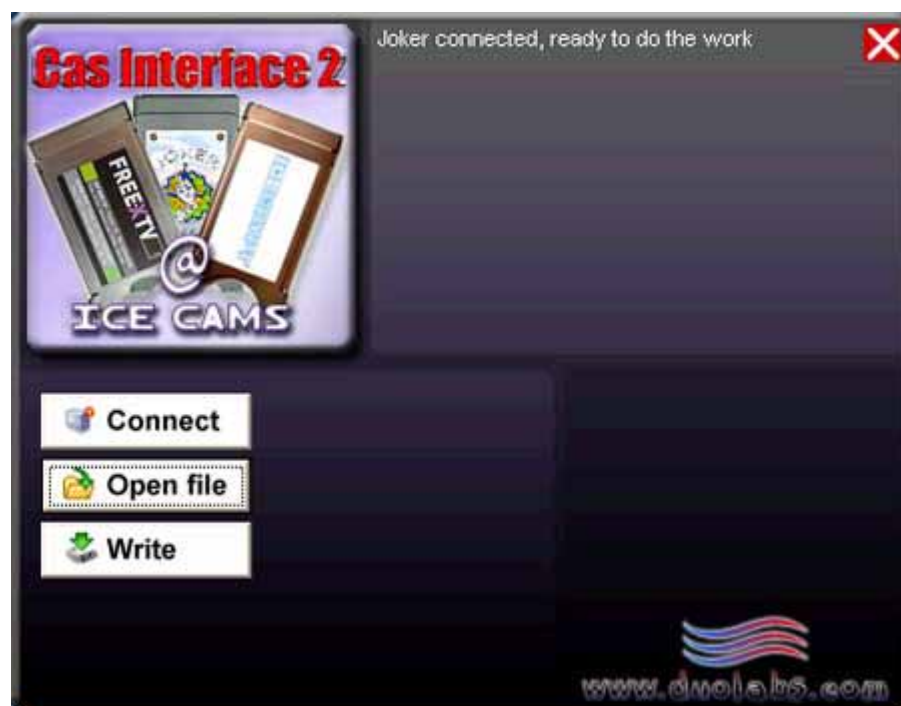 Cas Interface 2
Joker connected, ready to do the work
FREEXTV
JOKER
@
ICE CAMS
Connect
Open file
Write
www.duolabs.com